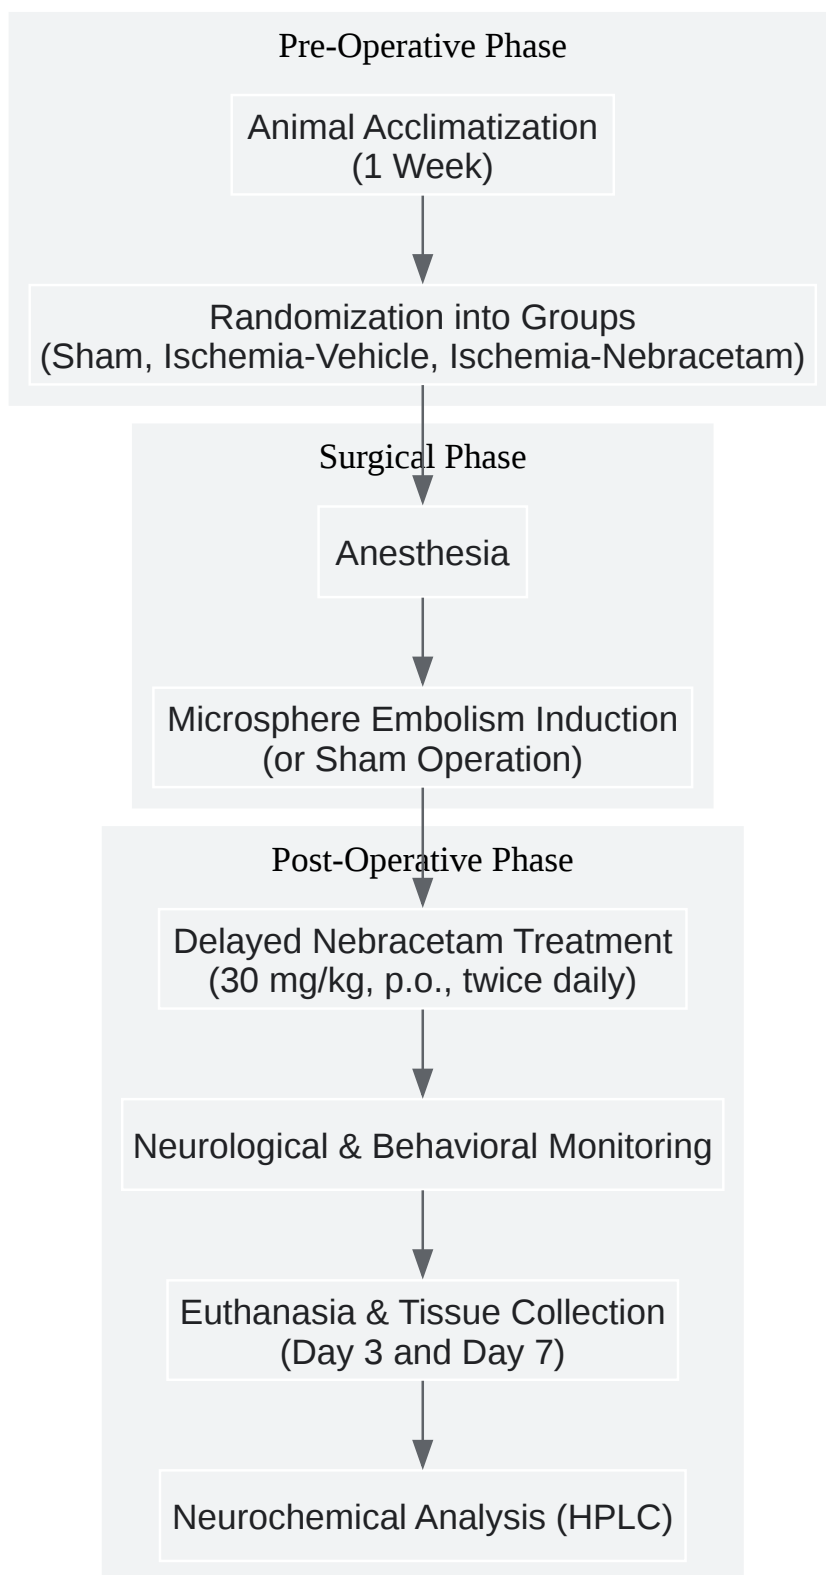 Pre-Operative Phase
Animal Acclimatization
(1 Week)
Randomization into Groups
(Sham, Ischemia-Vehicle, Ischemia-Nebracetam)
Surgical Phase
Anesthesia
Microsphere Embolism Induction
(or Sham Operation)
Post-Operative Phase
Delayed Nebracetam Treatment
(30 mg/kg, p.o., twice daily)
Neurological & Behavioral Monitoring
Euthanasia & Tissue Collection
(Day 3 and Day 7)
Neurochemical Analysis (HPLC)